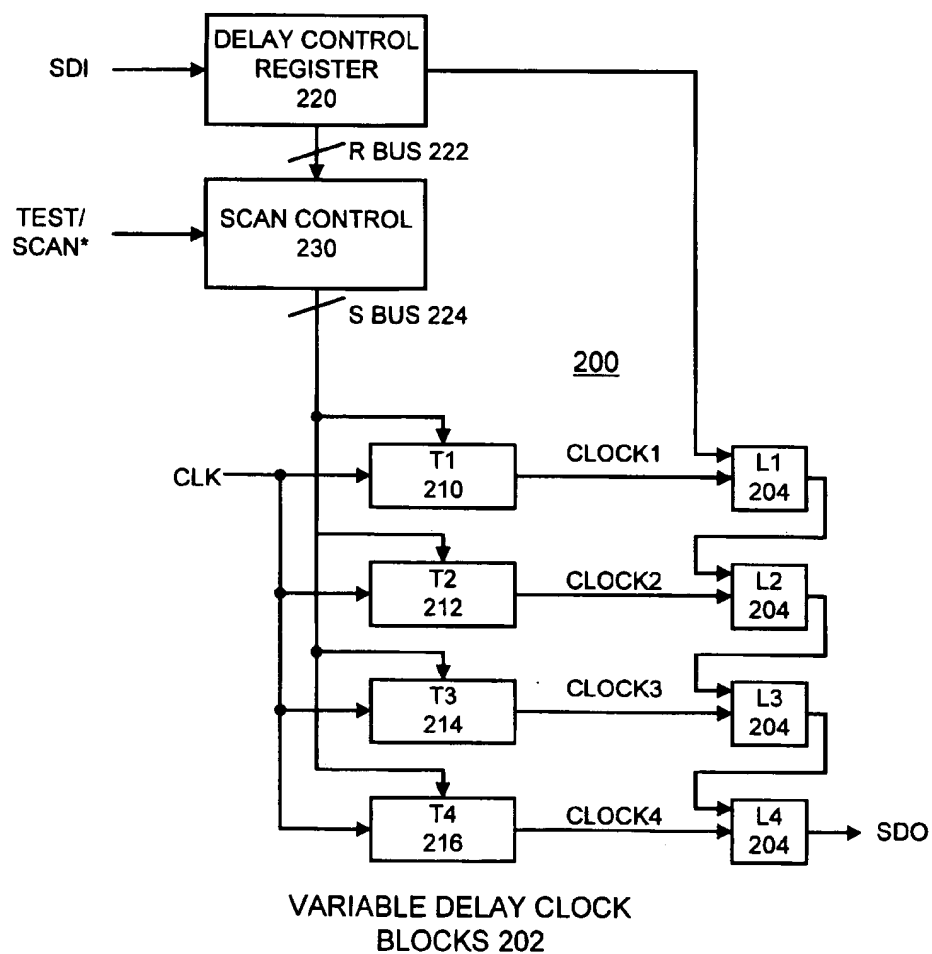 DELAY CONTROL
REGISTER
220
SDI
R BUS 222
TEST/
SCAN*
SCAN CONTROL
230
S BUS 224
200
CLK
T1
210
CLOCK1
L1
204
T2
212
CLOCK2
L2
204
T3
214
CLOCK3
L3
204
T4
216
CLOCK4
L4
204
SDO
VARIABLE DELAY CLOCK
BLOCKS 202